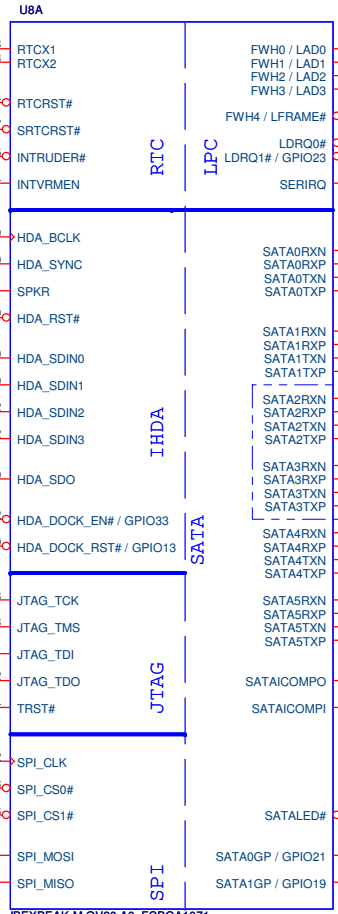 U8A
RTCX1
RTCX2
RTCRST#
SRTCRST#
INTRUDER#
INTVRMEN
RTC
LPC
FWH0 / LAD0
FWH1 / LAD1
FWH2 / LAD2
FWH3 / LAD3
FWH4 / LFRAME#
LDRQ0#
LDRQ1# / GPIO23
SERIRQ
HDA_BCLK
HDA_SYNC
SPKR
HDA_RST#
HDA_SDIN0
HDA_SDIN1
HDA_SDIN2
HDA_SDIN3
HDA_SDO
HDA_DOCK_EN# / GPIO33
HDA_DOCK_RST# / GPIO13
IHDA
SATA
SATA0RXN
SATA0RXP
SATA0TXN
SATA0TXP
SATA1RXN
SATA1RXP
SATA1TXN
SATA1TXP
SATA2RXN
SATA2RXP
SATA2TXN
SATA2TXP
SATA3RXN
SATA3RXP
SATA3TXN
SATA3TXP
SATA4RXN
SATA4RXP
SATA4TXN
SATA4TXP
SATA5RXN
SATA5RXP
SATA5TXN
SATA5TXP
SATAICOMPO
SATAICOMPI
JTAG_TCK
JTAG_TMS
JTAG_TDI
JTAG_TDO
TRST#
JTAG
SPI_CLK
SPI_CS0#
SPI_CS1#
SPI_MOSI
SPI_MISO
SPI
SATALED#
SATA0GP / GPIO21
SATA1GP / GPIO19